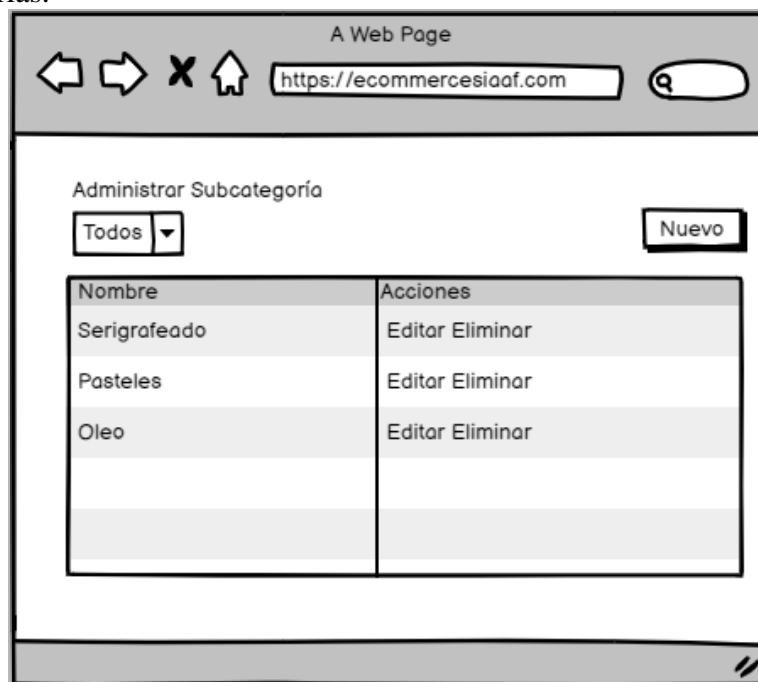 A Web Page
https://ecommercesiaaf.com
Administrar Subcategoría
Todos
Nuevo
Nombre Acciones
Serigrafeado Editar Eliminar
Pasteles Editar Eliminar
Oleo Editar Eliminar